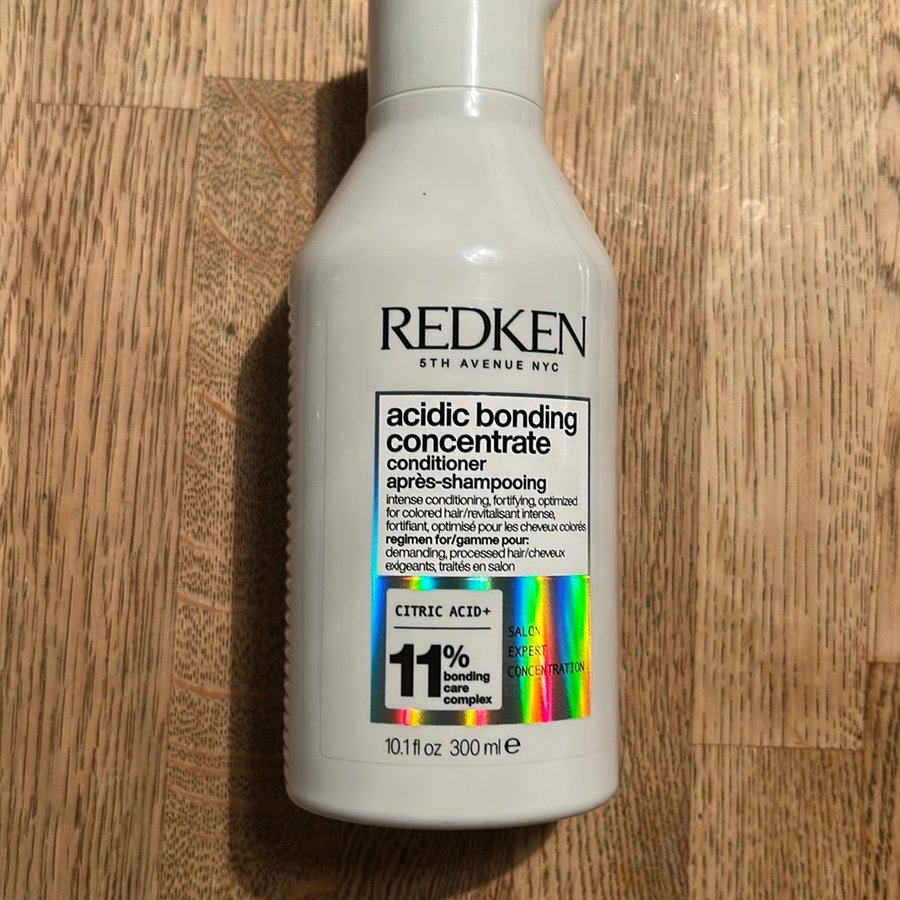 REDKEN
5TH AVENUE NYC
acidic bonding
concentrate
conditioner
après-shampooing
intense conditioning, fortifying, optimized
for colored hair/revitalisant intense,
fortifiant, optimisé pour les cheveux colorés
regimen for/gamme pour:
demanding, processed hair/cheveux
exigeants, traités en salon
CITRIC ACID+
11%
bonding
care
complex
SALON
EXPERT
CONCENTRATION
10.1 fl oz 300 ml e